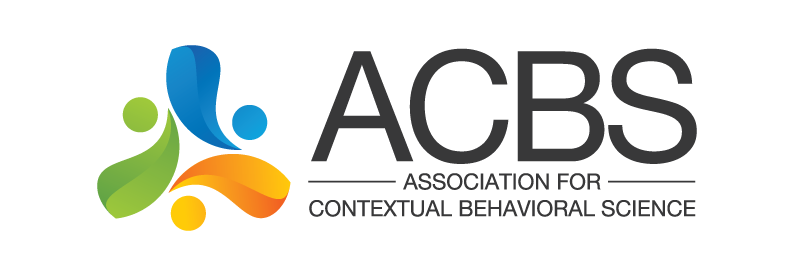 ACBS
ASSOCIATION FOR
CONTEXTUAL BEHAVIORAL SCIENCE